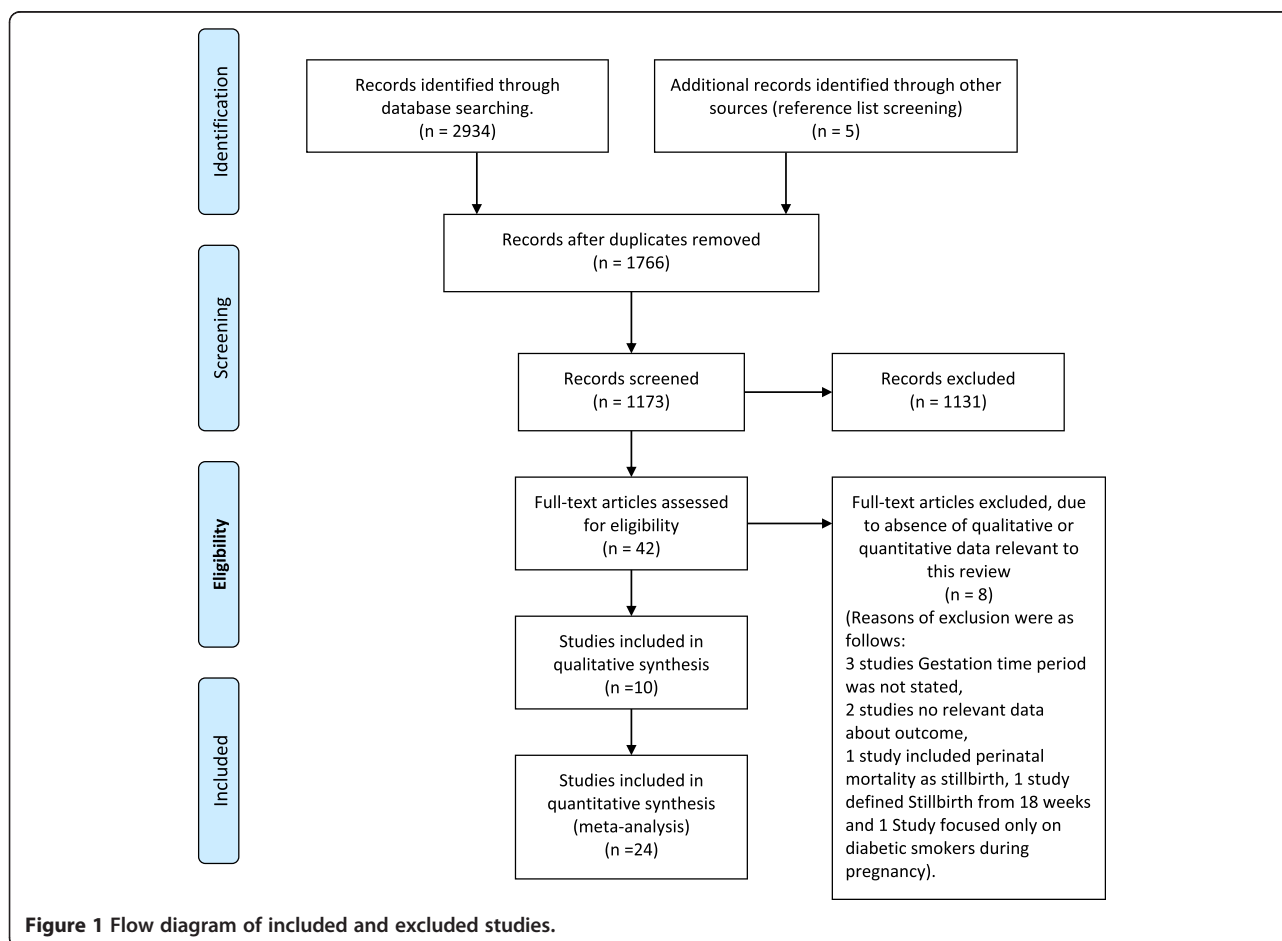 Identification
Records identified through
database searching.
(n = 2934)
Additional records identified through other
sources (reference list screening)
(n = 5)
Records after duplicates removed
(n = 1766)
Screening
Records screened
(n = 1173)
Records excluded
(n = 1131)
Eligibility
Full-text articles assessed
for eligibility
(n = 42)
Full-text articles excluded, due
to absence of qualitative or
quantitative data relevant to
this review
(n = 8)
(Reasons of exclusion were as
follows:
3 studies Gestation time period
was not stated,
2 studies no relevant data
about outcome,
1 study included perinatal
mortality as stillbirth, 1 study
defined Stillbirth from 18 weeks
and 1 Study focused only on
diabetic smokers during
pregnancy).
Studies included in
qualitative synthesis
(n =10)
Included
Studies included in
quantitative synthesis
(meta-analysis)
(n =24)
Figure 1 Flow diagram of included and excluded studies.